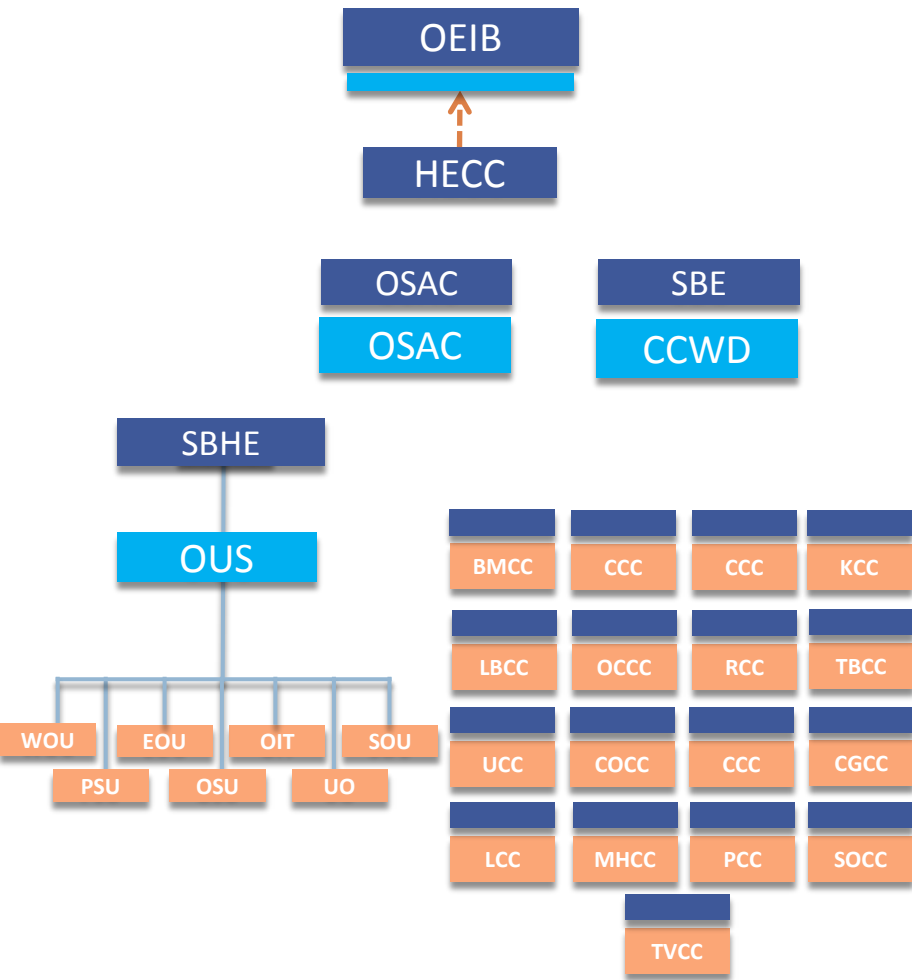 OEIB
HECC
OSAC
SBE
OSAC
CCWD
SBHE
OUS
WOU
EOU
OIT
SOU
PSU
OSU
UO
BMCC
CCC
CCC
KCC
LBCC
OCCC
RCC
TBCC
UCC
COCC
CCC
CGCC
LCC
MHCC
PCC
SOCC
TVCC